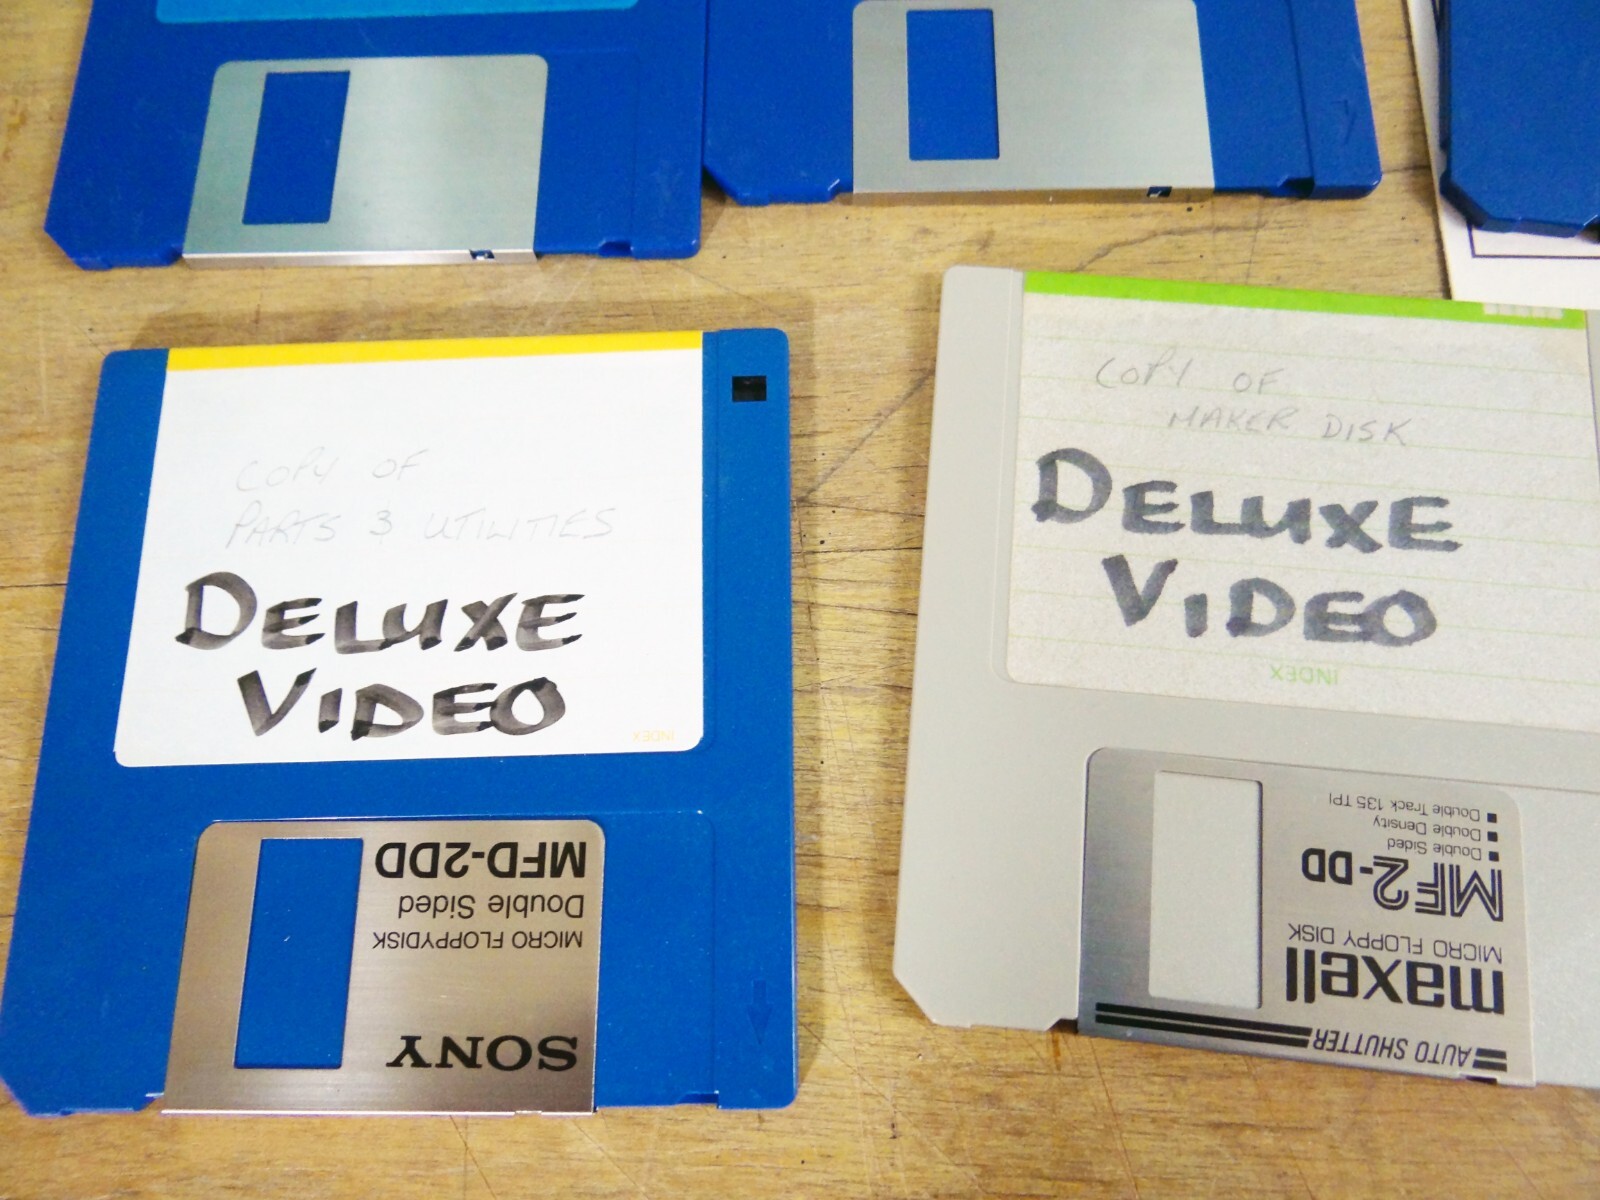 COPY OF
PARTS & UTILITIES
DELUXE
VIDEO
INDEX
MFD-2DD
Double Sided
MICRO FLOPPYDISK
SONY
COPY OF
MAKER DISK
DELUXE
VIDEO
INDEX
■ Double Track 135 TPI
■ Double Density
■ Double Sided
MF2-DD
MICRO FLOPPY DISK
maxell
AUTO SHUTTER